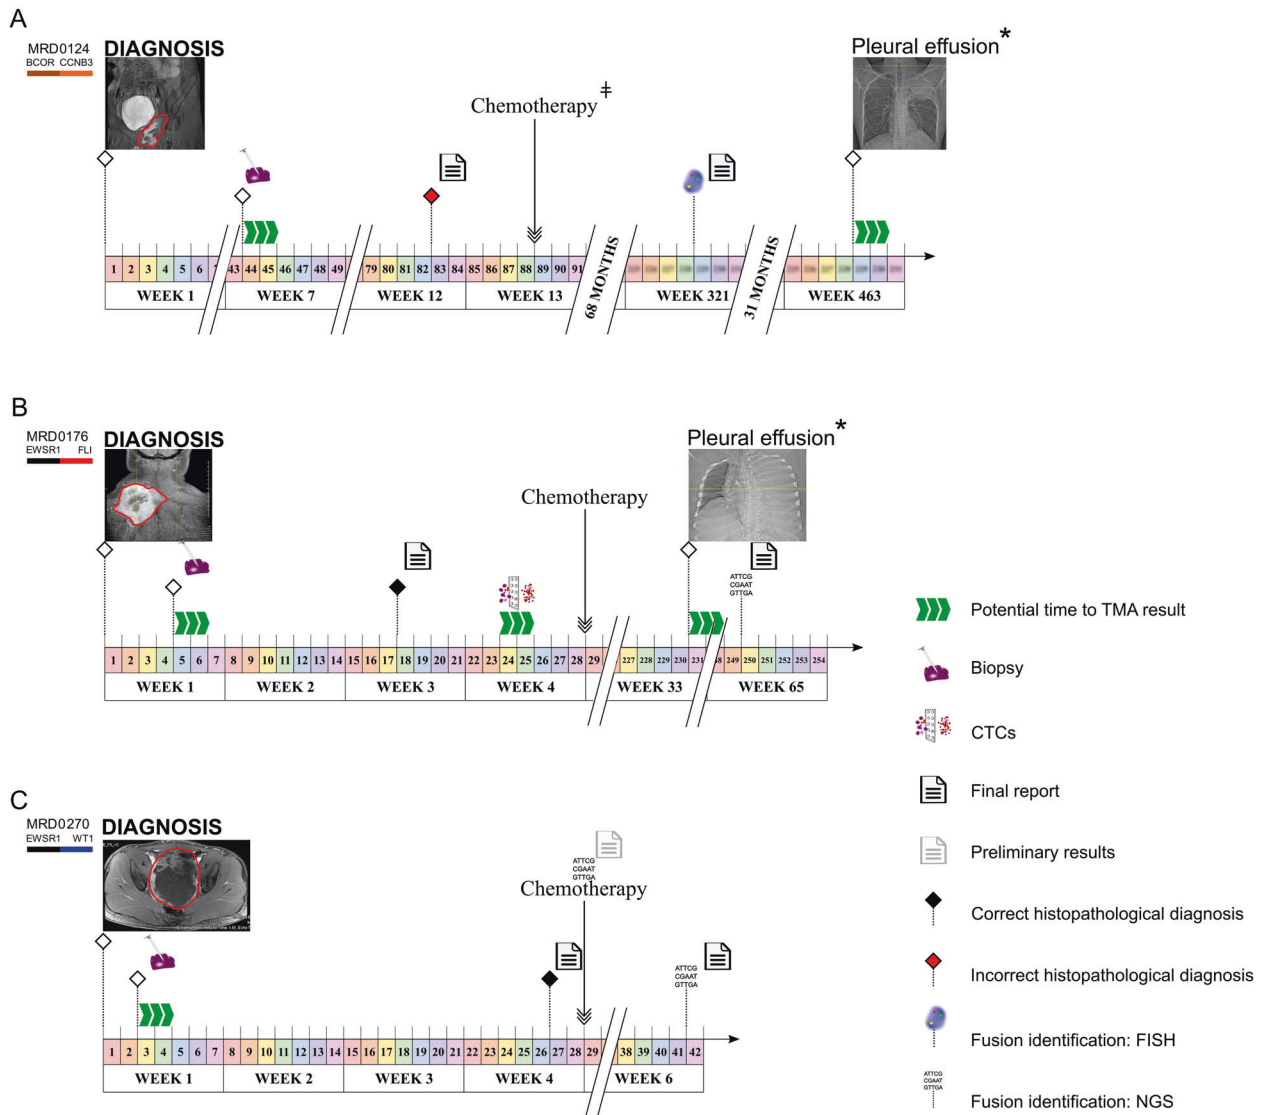 A
MRD0124
BCOR CCNB3
DIAGNOSIS
Pleural effusion*
Chemotherapy ǂ
1 2 3 4 5 6 7 43 44 45 46 47 48 49 79 80 81 82 83 84 85 86 87 88 89 90 91
68 MONTHS
31 MONTHS
WEEK 1 WEEK 7 WEEK 12 WEEK 13 WEEK 321 WEEK 463
B
MRD0176
EWSR1 FLI
DIAGNOSIS
Pleural effusion*
Chemotherapy
ATTCG
CGAAT
GTTGA
1 2 3 4 5 6 7 8 9 10 11 12 13 14 15 16 17 18 19 20 21 22 23 24 25 26 27 28 29 227 228 229 230 231 249 250 251 252 253 254
WEEK 1 WEEK 2 WEEK 3 WEEK 4 WEEK 33 WEEK 65
C
MRD0270
EWSR1 WT1
DIAGNOSIS
ATTCG
CGAAT
GTTGA
Chemotherapy
ATTCG
CGAAT
GTTGA
1 2 3 4 5 6 7 8 9 10 11 12 13 14 15 16 17 18 19 20 21 22 23 24 25 26 27 28 29 38 39 40 41 42
WEEK 1 WEEK 2 WEEK 3 WEEK 4 WEEK 6
Potential time to TMA result
Biopsy
CTCs
Final report
Preliminary results
Correct histopathological diagnosis
Incorrect histopathological diagnosis
Fusion identification: FISH
ATTCG
CGAAT
GTTGA
Fusion identification: NGS